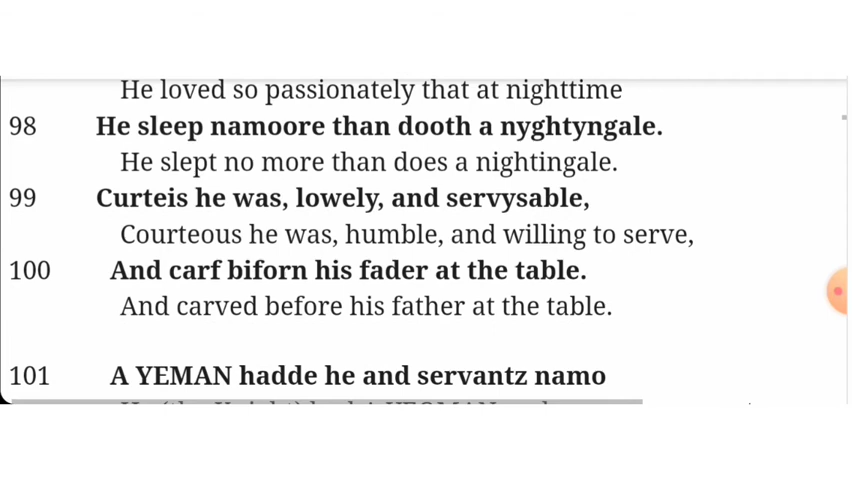 He loved so passionately that at nighttime
98 He sleep namoore than dooth a nyghtyngale.
He slept no more than does a nightingale.
99 Curteis he was, lowely, and servysable,
Courteous he was, humble, and willing to serve,
100 And carf biforn his fader at the table.
And carved before his father at the table.
101 A YEMAN hadde he and servantz namo